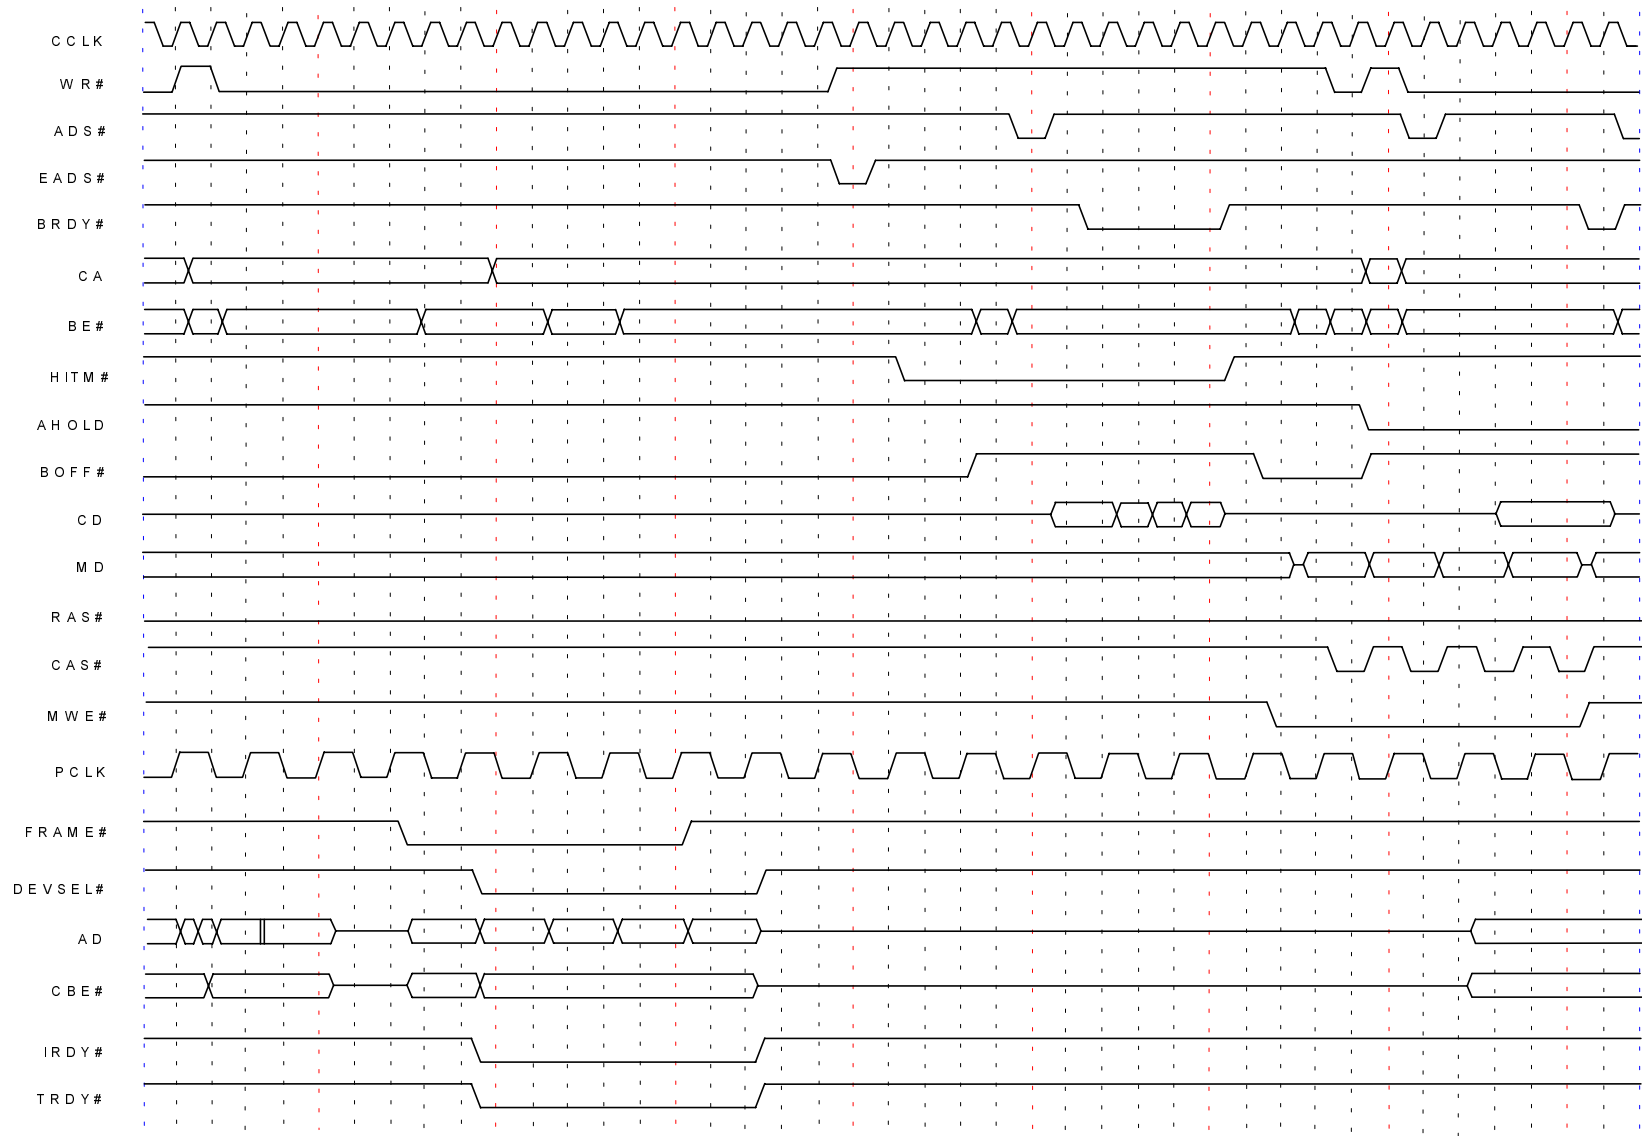 CCLK
WR#
ADS#
EADS#
BRDY#
CA
BE#
HITM#
AHOLD
BOFF#
CD
MD
RAS#
CAS#
MWE#
PCLK
FRAME#
DEVSEL#
AD
CBE#
IRDY#
TRDY#